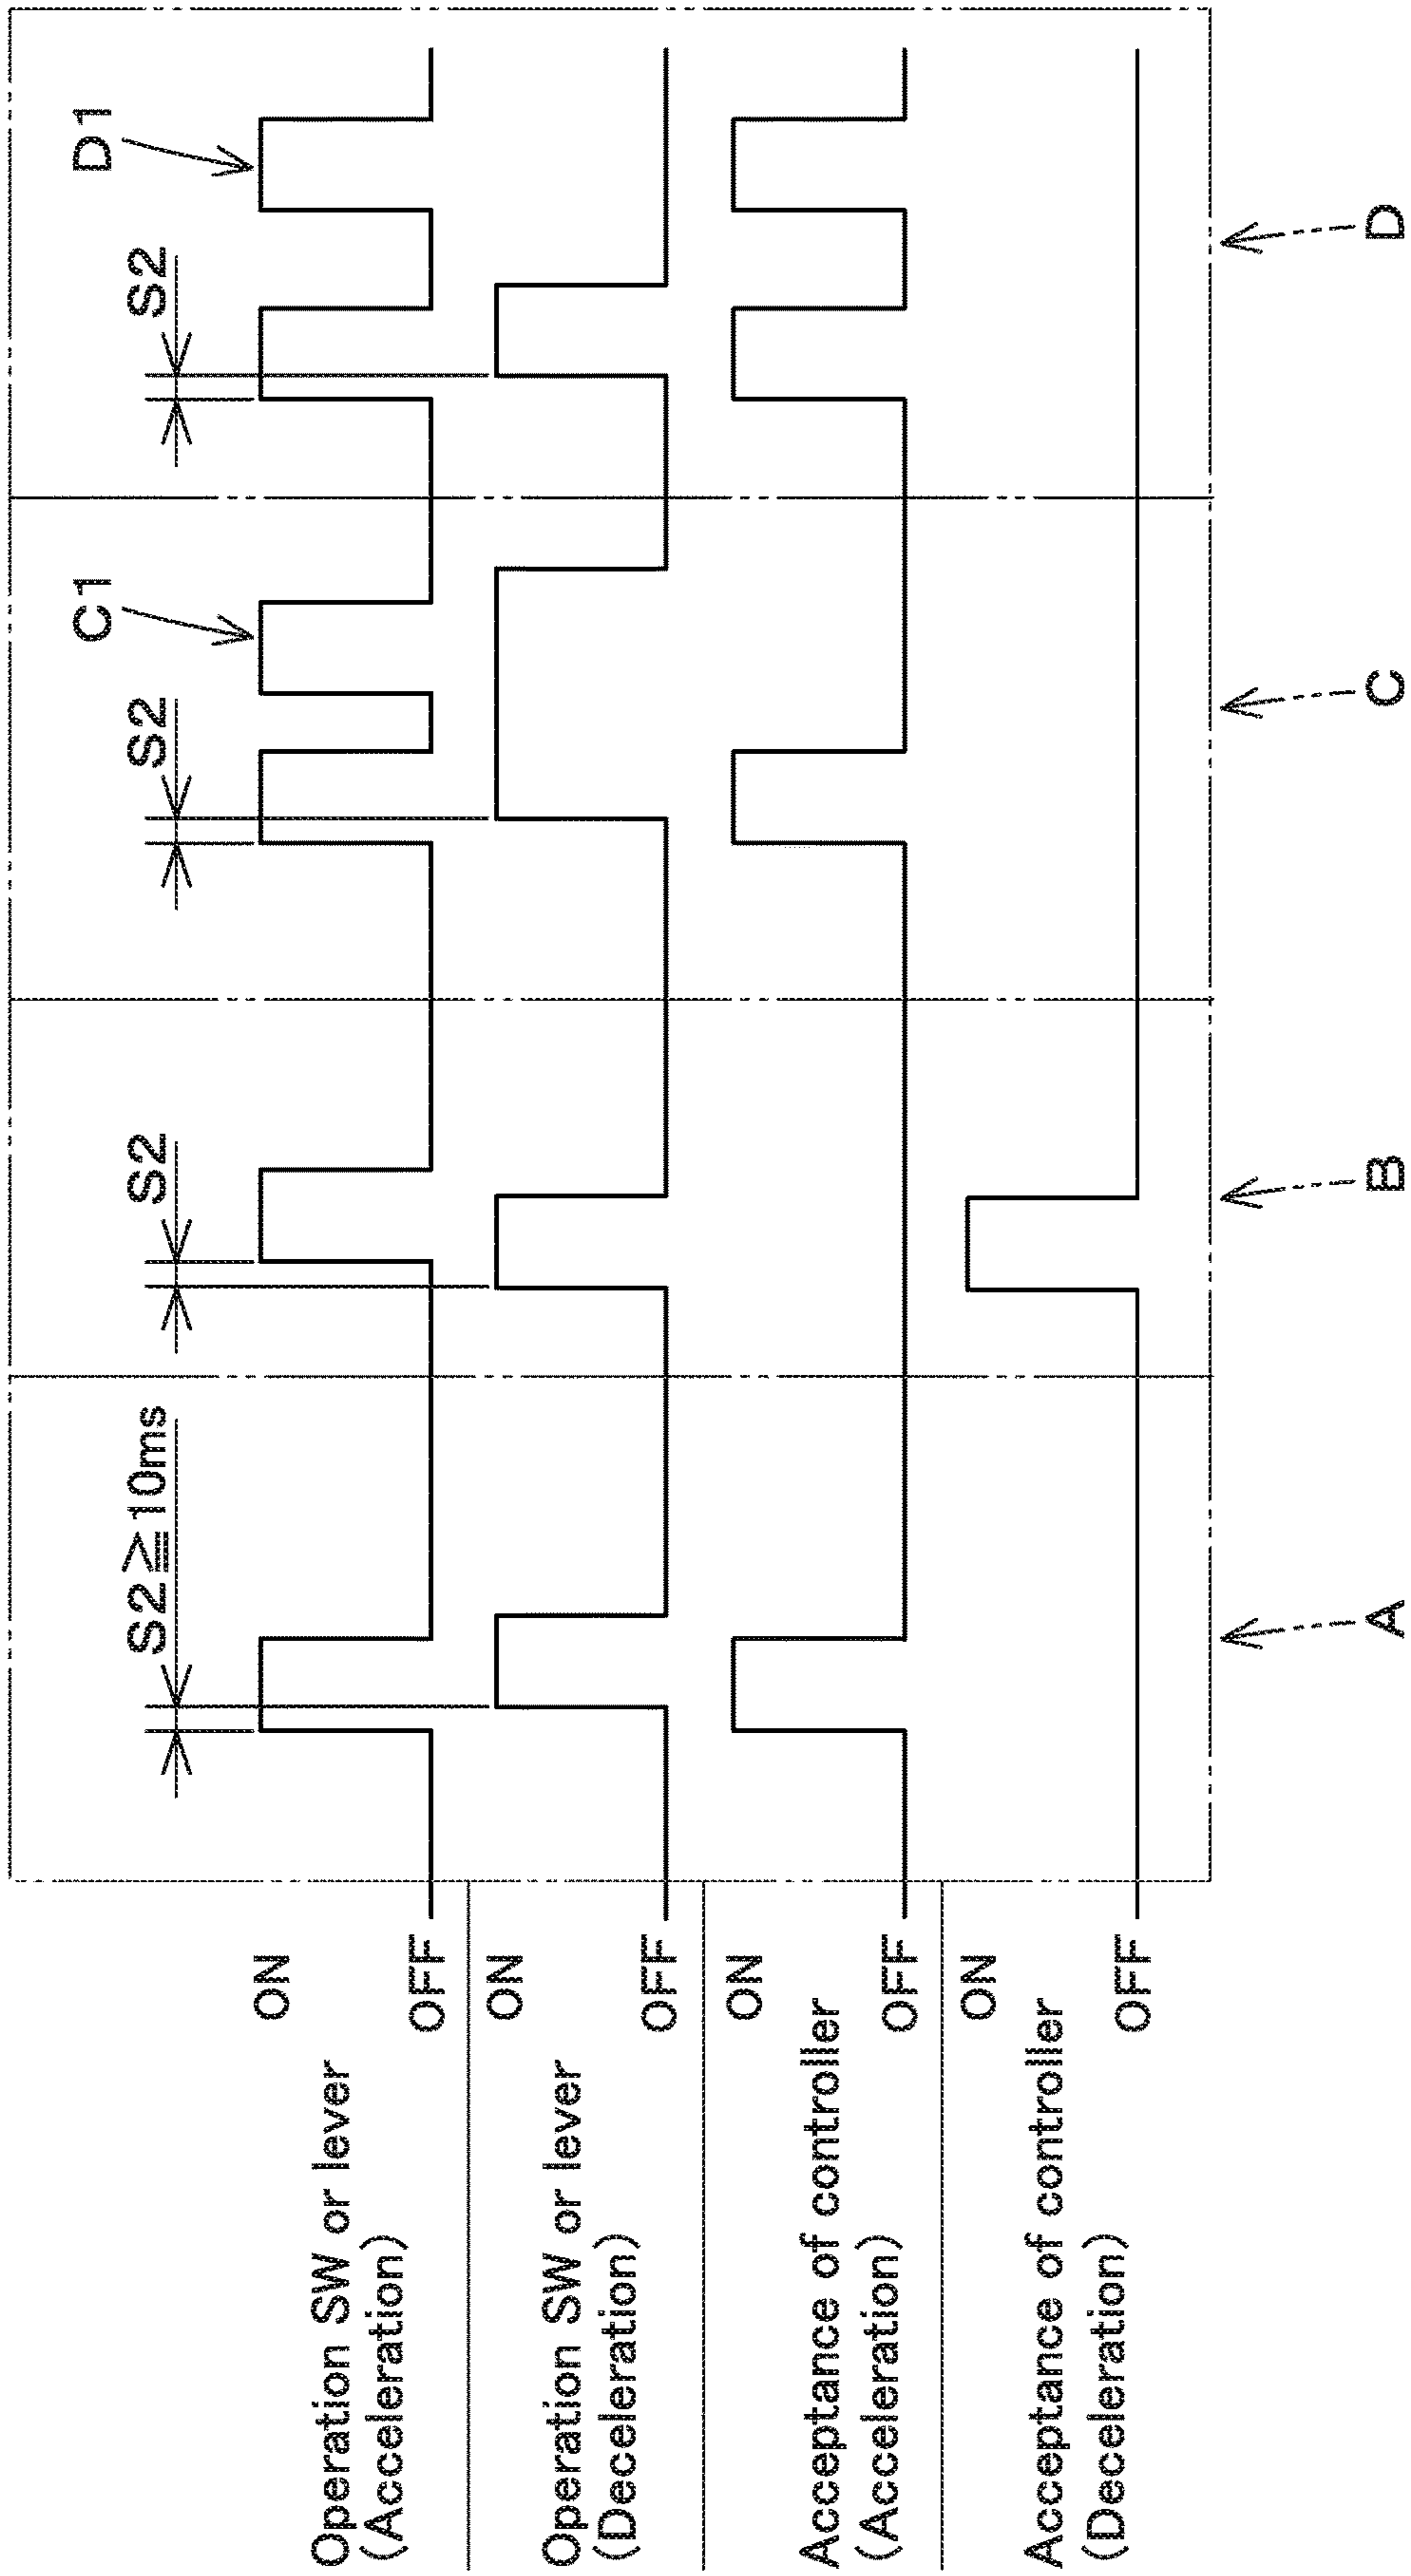 S2≧10ms
S2
S2
C1
S2
D1
ON
Operation SW or lever
(Acceleration)
OFF
ON
Operation SW or lever
(Deceleration)
OFF
ON
Acceptance of controller
(Acceleration)
OFF
ON
Acceptance of controller
(Deceleration)
OFF
A
B
C
D